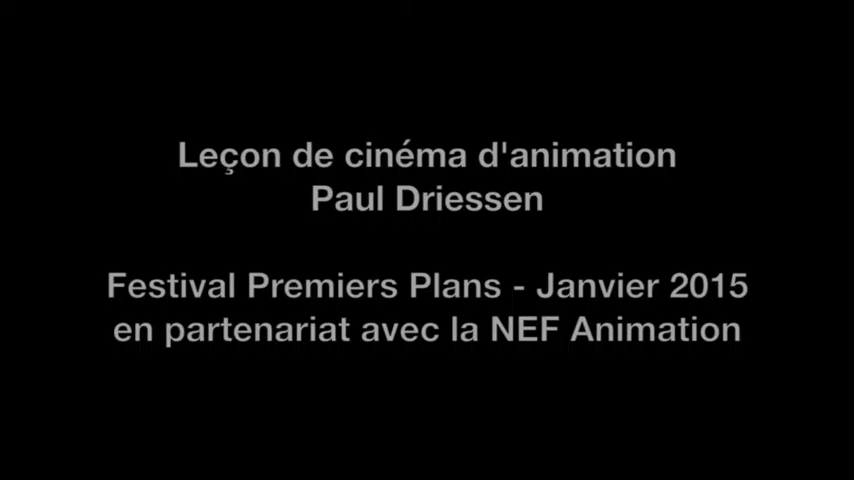 Leçon de cinéma d'animation
Paul Driessen
Festival Premiers Plans - Janvier 2015
en partenariat avec la NEF Animation